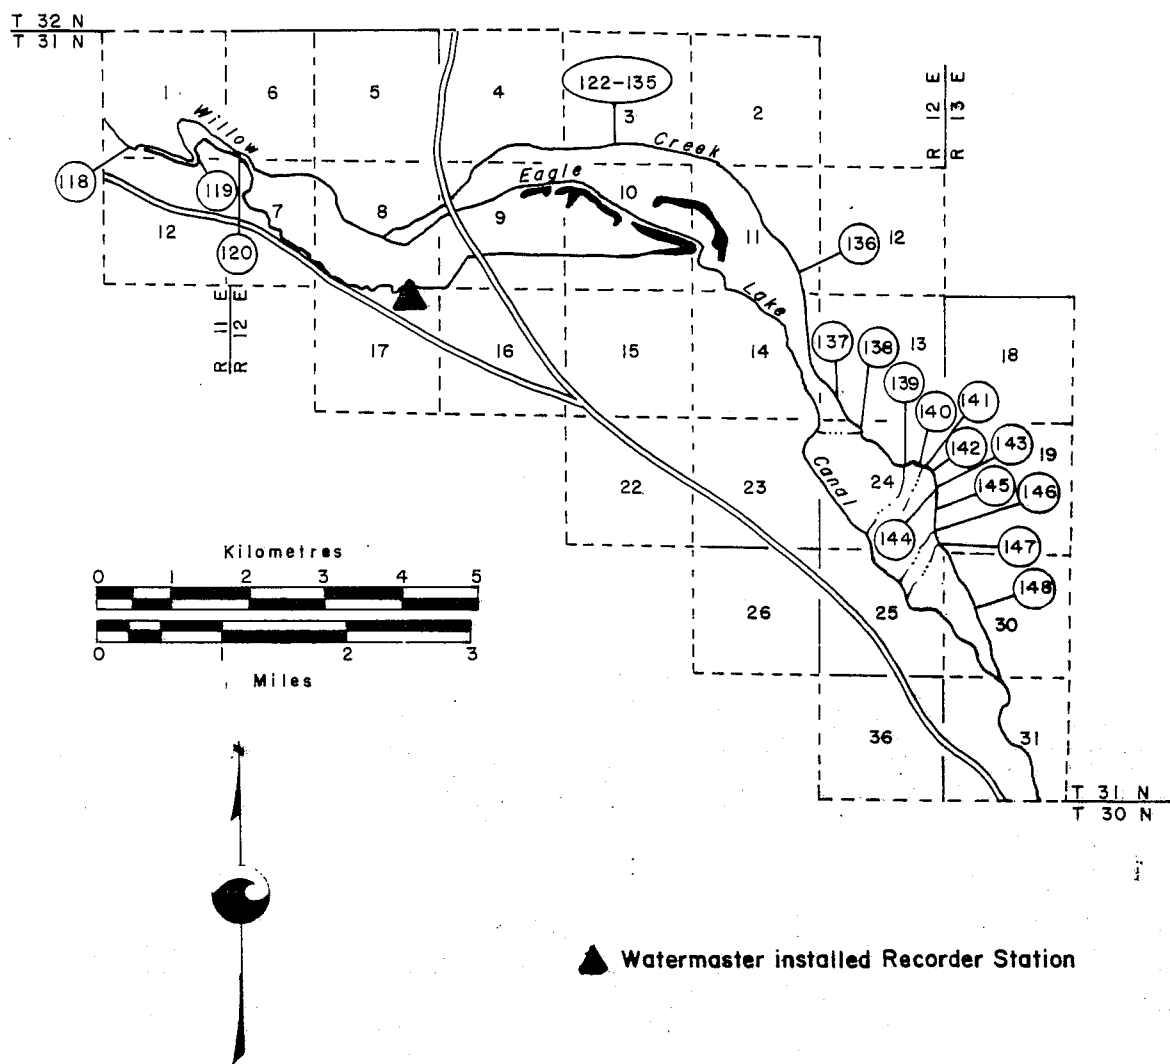 T 32 N
T 31 N
1
6
5
4
122-135
3
2
R 12 E
R 13 E
Willow
Creek
118
119
Eagle
10
7
8
9
11
12
136
12
120
R 11 E
R 12 E
Lake
17
16
15
14
137
138
13
18
139
140
141
142
143
19
Canal
22
23
24
145
146
144
147
Kilometres
0 1 2 3 4 5
148
26
25
30
0 1 2 3
Miles
36
31
T 31 N
T 30 N
Watermaster installed Recorder Station